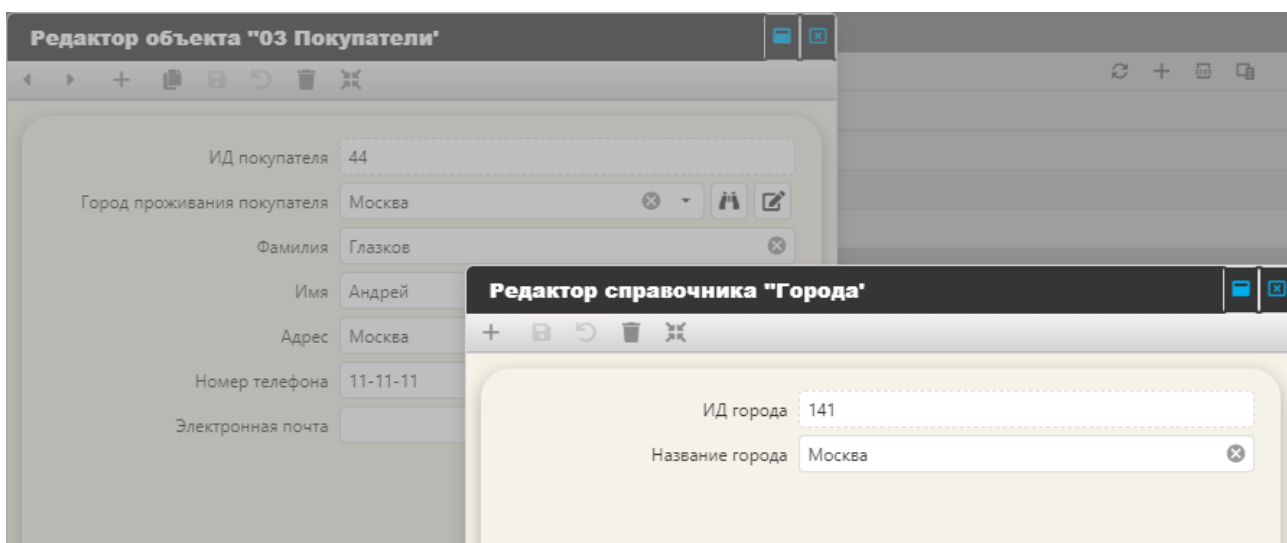 Редактор объекта "03 Покупатели'
ИД покупателя 44
Город проживания покупателя Москва
Фамилия Глазков
Имя Андрей
Адрес Москва
Номер телефона 11-11-11
Электронная почта
Редактор справочника "Города'
ИД города 141
Название города Москва